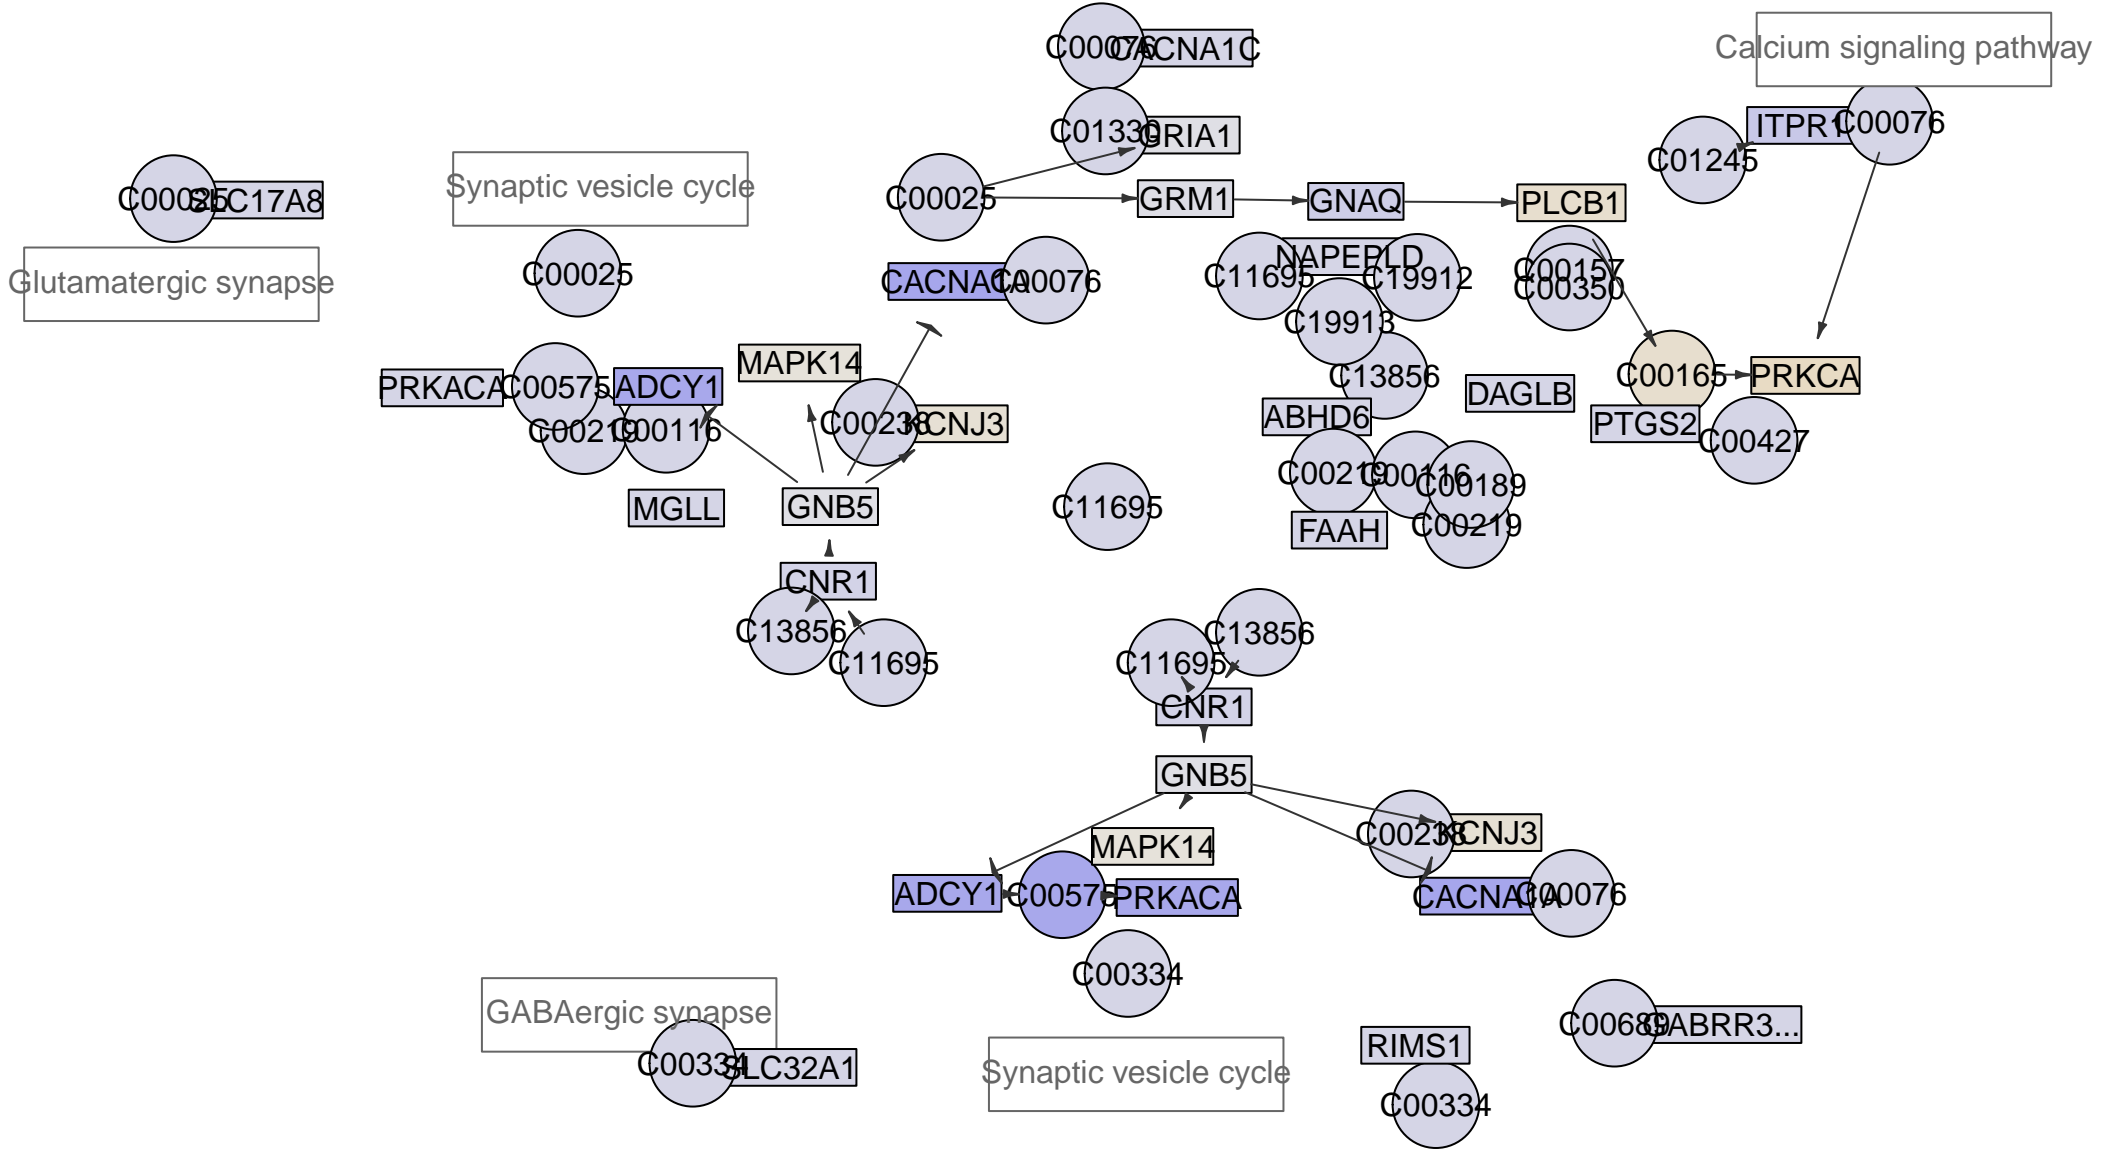 C00076
CACNA1C
Calcium signaling pathway
C01330
GRIA1
ITPR1
C00076
C01245
C00025
SLC17A8
Synaptic vesicle cycle
C00025
GRM1
GNAQ
PLCB1
Glutamatergic synapse
C00025
CACNA1A
C00076
C11695
NAPEPLD
C19912
C00157
C00350
C19913
MAPK14
PRKACA
C00575
ADCY1
C13856
DAGLB
C00165
PRKCA
C00219
C00116
C00238
KCNJ3
ABHD6
PTGS2
C00427
C00219
C00116
C00189
MGLL
GNB5
C11695
FAAH
C00219
CNR1
C13856
C11695
C11695
C13856
CNR1
GNB5
MAPK14
C00238
KCNJ3
ADCY1
C00575
PRKACA
CACNA1A
C00076
C00334
GABAergic synapse
C00334
SLC32A1
Synaptic vesicle cycle
RIMS1
C00334
C00689
GABRR3...